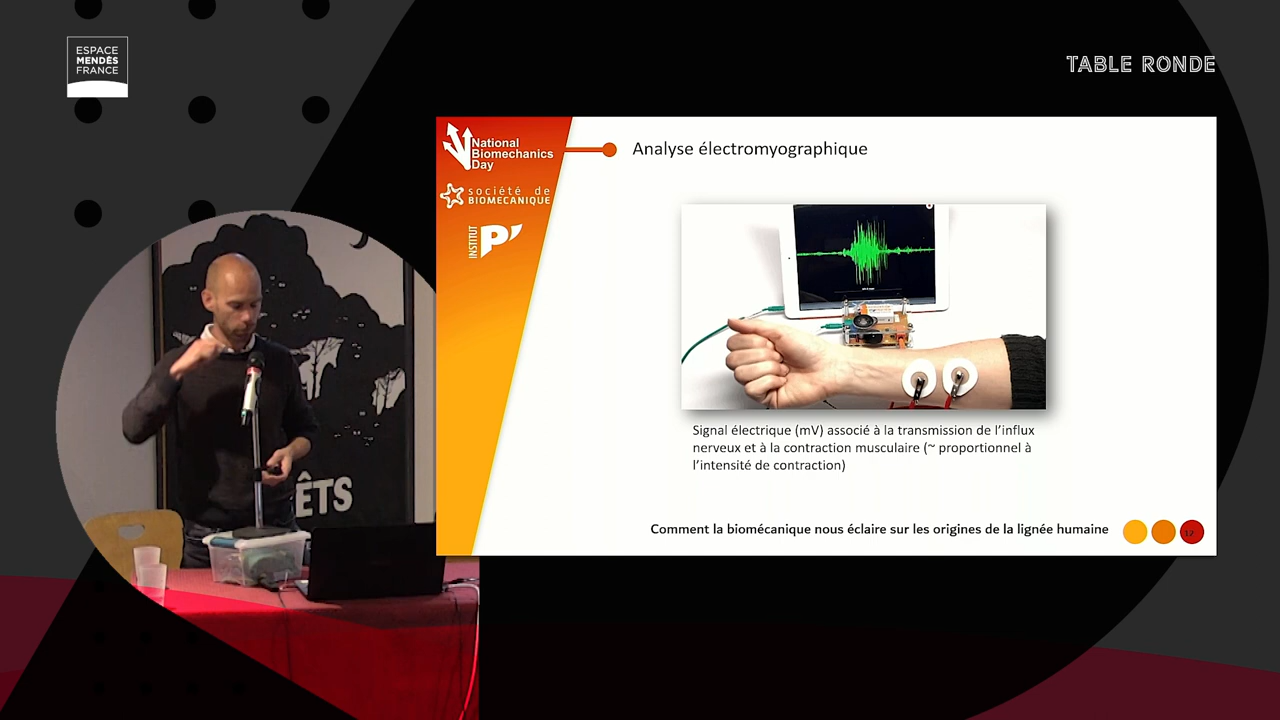 ESPACE
MENDÈS
FRANCE
TABLE RONDE
National
Biomechanics
Day
société de
BIOMECANIQUE
INSTITUT
P'
Analyse électromyographique
Signal électrique (mV) associé à la transmission de l'influx
nerveux et à la contraction musculaire (~ proportionnel à
l'intensité de contraction)
Comment la biomécanique nous éclaire sur les origines de la lignée humaine
12
ÊTS